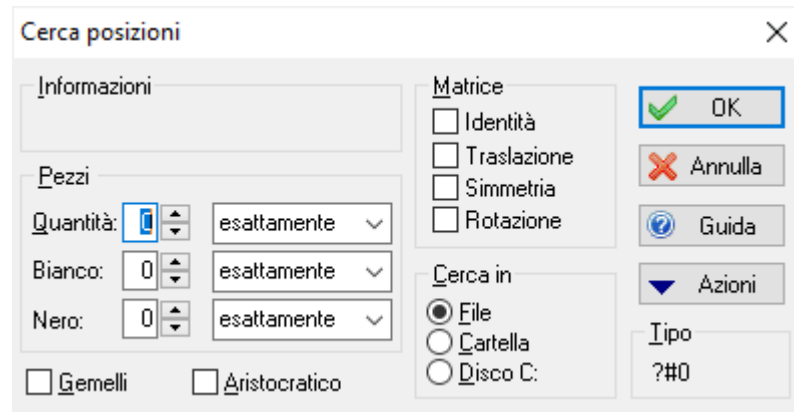 Cerca posizioni
Informazioni
Pezzi
Quantità: 0 esattamente
Bianco: 0 esattamente
Nero: 0 esattamente
Gemelli Aristocratico
Matrice
Identità
Traslazione
Simmetria
Rotazione
Cerca in
File
Cartella
Disco C:
OK
Annulla
Guida
Azioni
Tipo
?#0